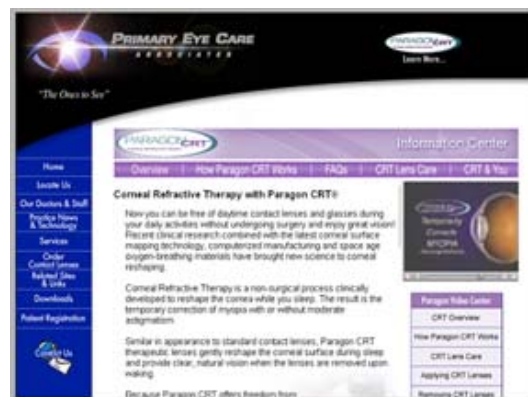 PRIMARY EYE CARE
ASSOCIATES
PARAGON CRT
Learn More...
"The Ones to See"
PARAGON CRT
Information Center
Overview | How Paragon CRT Works | FAQs | CRT Lens Care | CRT & You
Home
Locate Us
Our Doctors & Staff
Practice News
& Technology
Services
Order
Contact Lenses
Related Sites
& Links
Downloads
Patient Registration
Contact Us
Corneal Refractive Therapy with Paragon CRT®
Now you can be free of daytime contact lenses and glasses during
your daily activities without undergoing surgery and enjoy great vision!
Recent clinical research combined with the latest corneal surface
mapping technology, computerized manufacturing and space age
oxygen-breathing materials have brought new science to corneal
reshaping.
Corneal Refractive Therapy is a non-surgical process clinically
developed to reshape the cornea while you sleep. The result is the
temporary correction of myopia with or without moderate
astigmatism.
Similar in appearance to standard contact lenses, Paragon CRT
therapeutic lenses gently reshape the corneal surface during sleep
and provide clear, natural vision when the lenses are removed upon
waking.
Because Paragon CRT offers freedom from
Temporarily
Corrects
MYOPIA
Paragon Video Center
CRT Overview
How Paragon CRT Works
CRT Lens Care
Applying CRT Lenses
Removing CRT Lenses